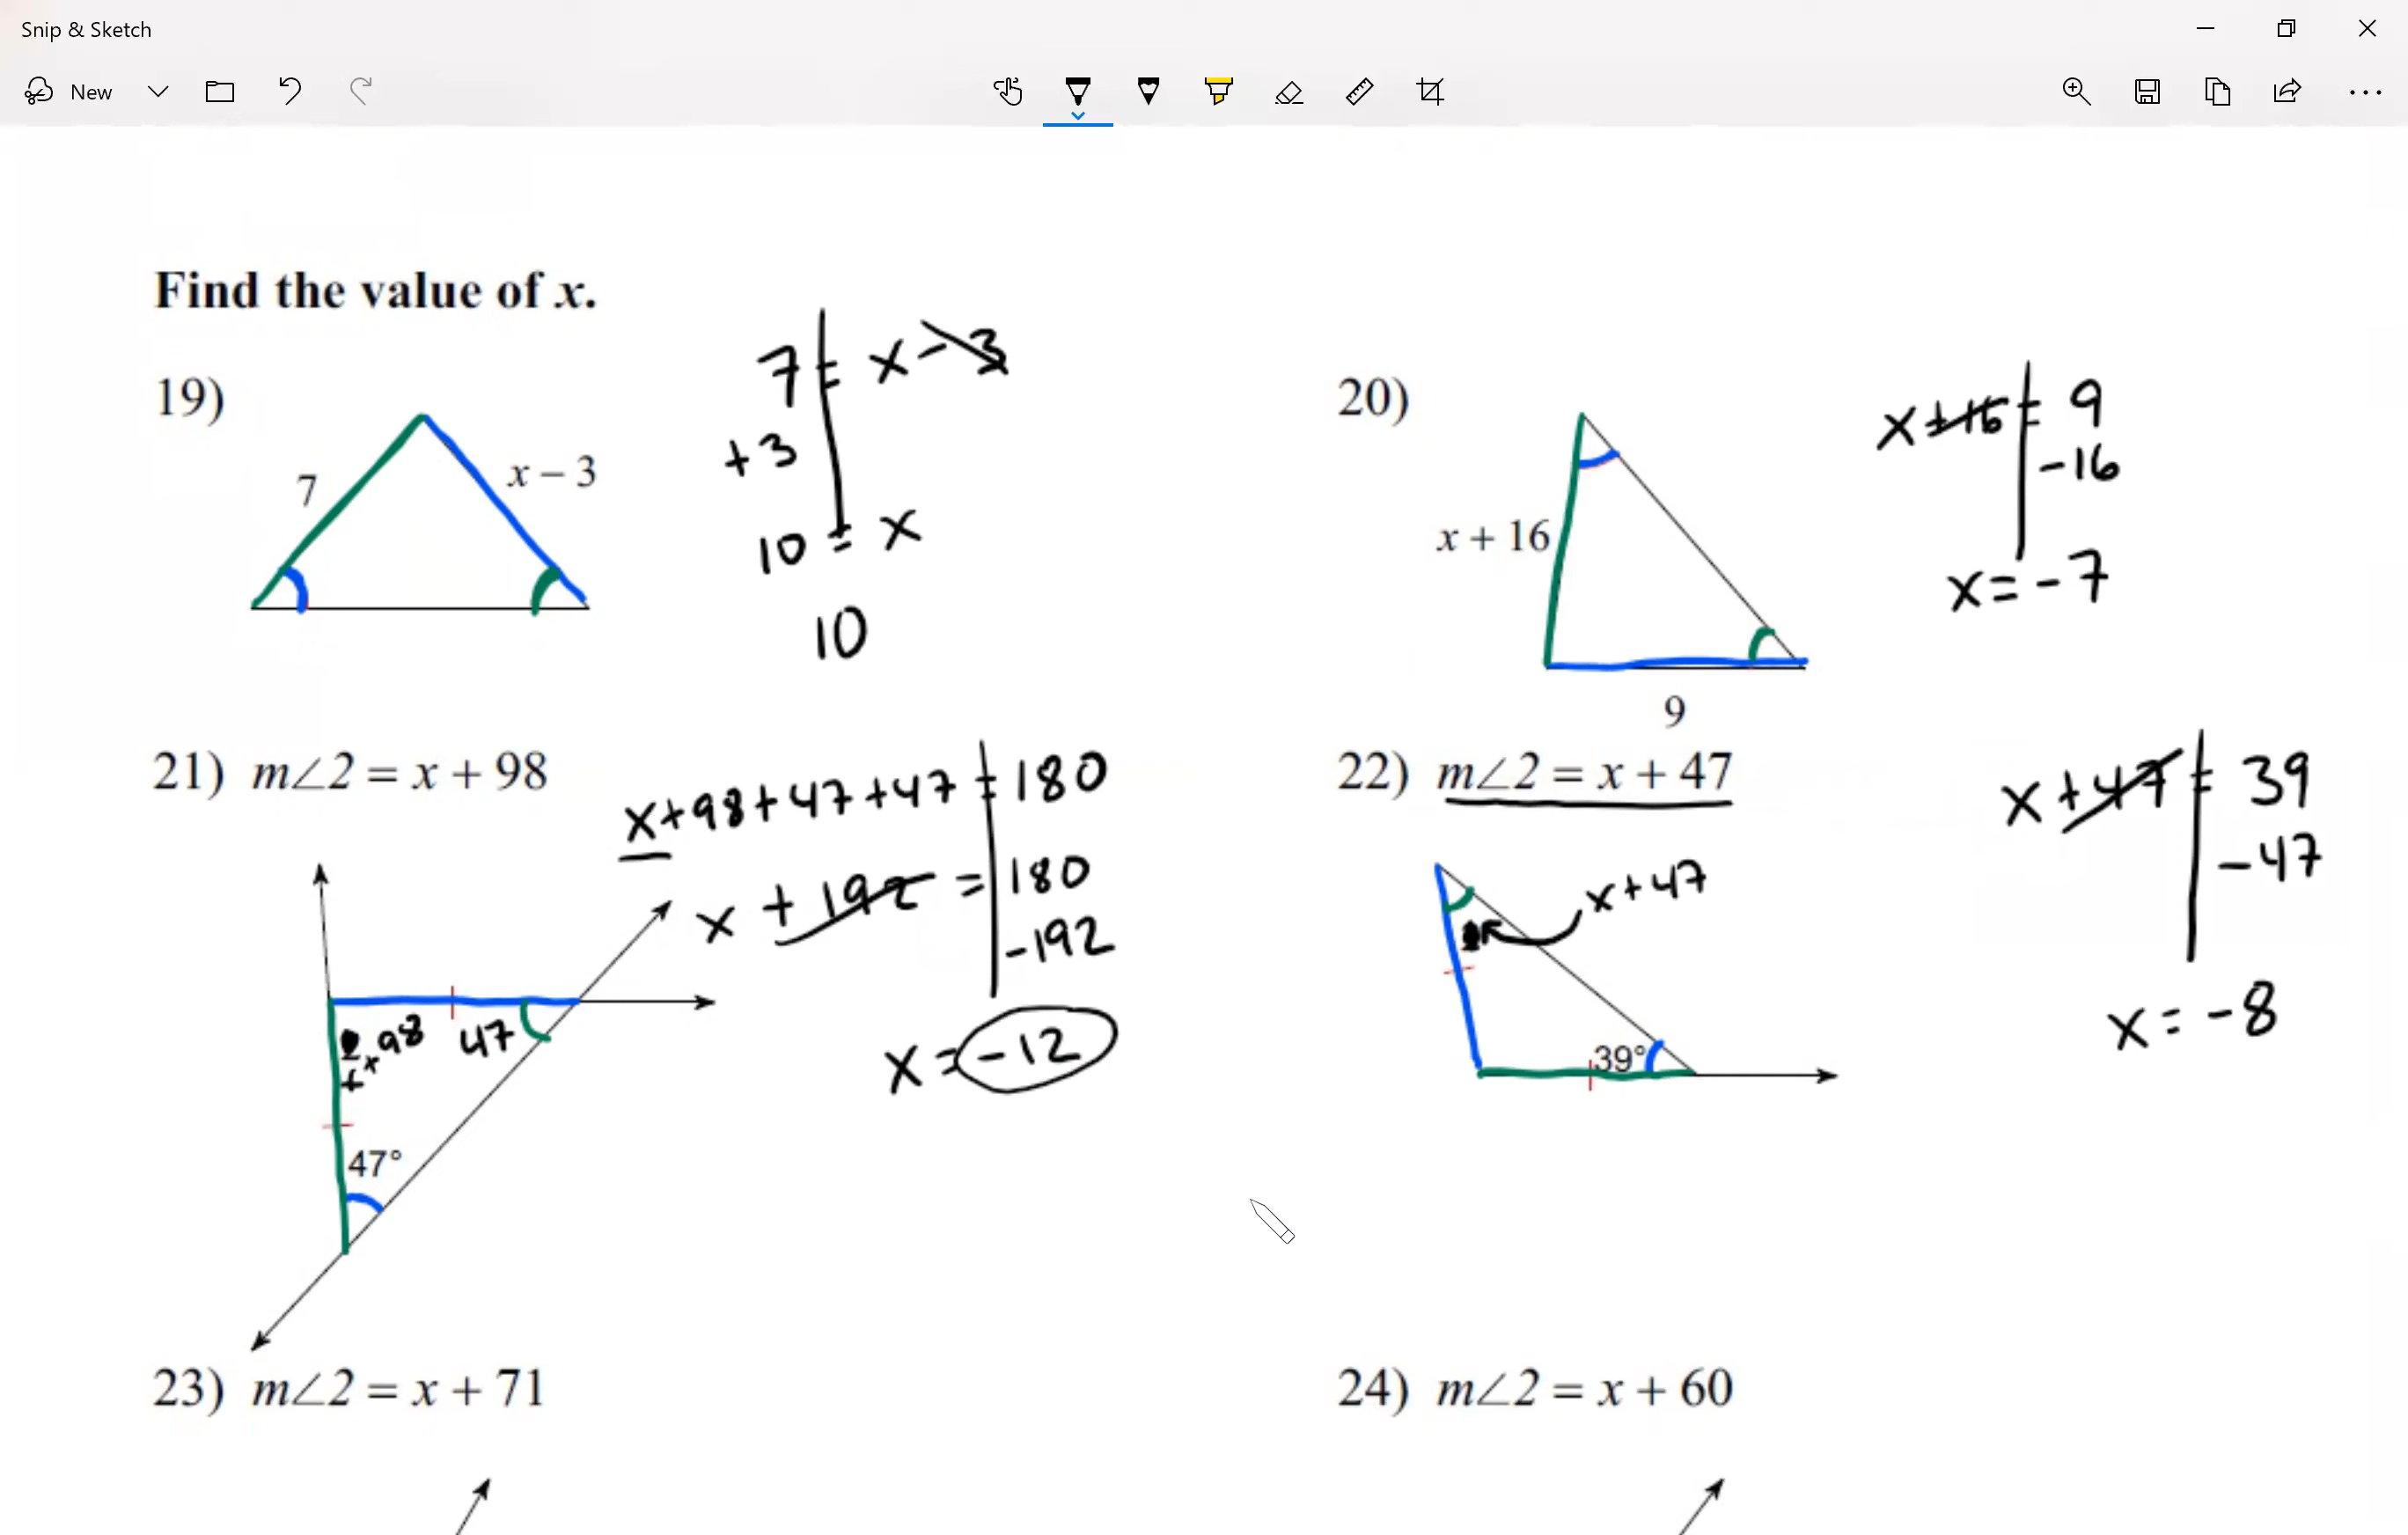 Snip & Sketch
New
Find the value of x.
19)
7
x – 3
7 = x - 3
+3
10 = x
10
20)
x + 16
9
x+16 = 9
-16
x = -7
21) m∠2 = x + 98
x+98+47+47 = 180
x + 192 = 180
-192
x = -12
2
x
+
98
47
47°
22) m∠2 = x + 47
x+47 = 39
-47
x = -8
x+47
39°
23) m∠2 = x + 71
24) m∠2 = x + 60